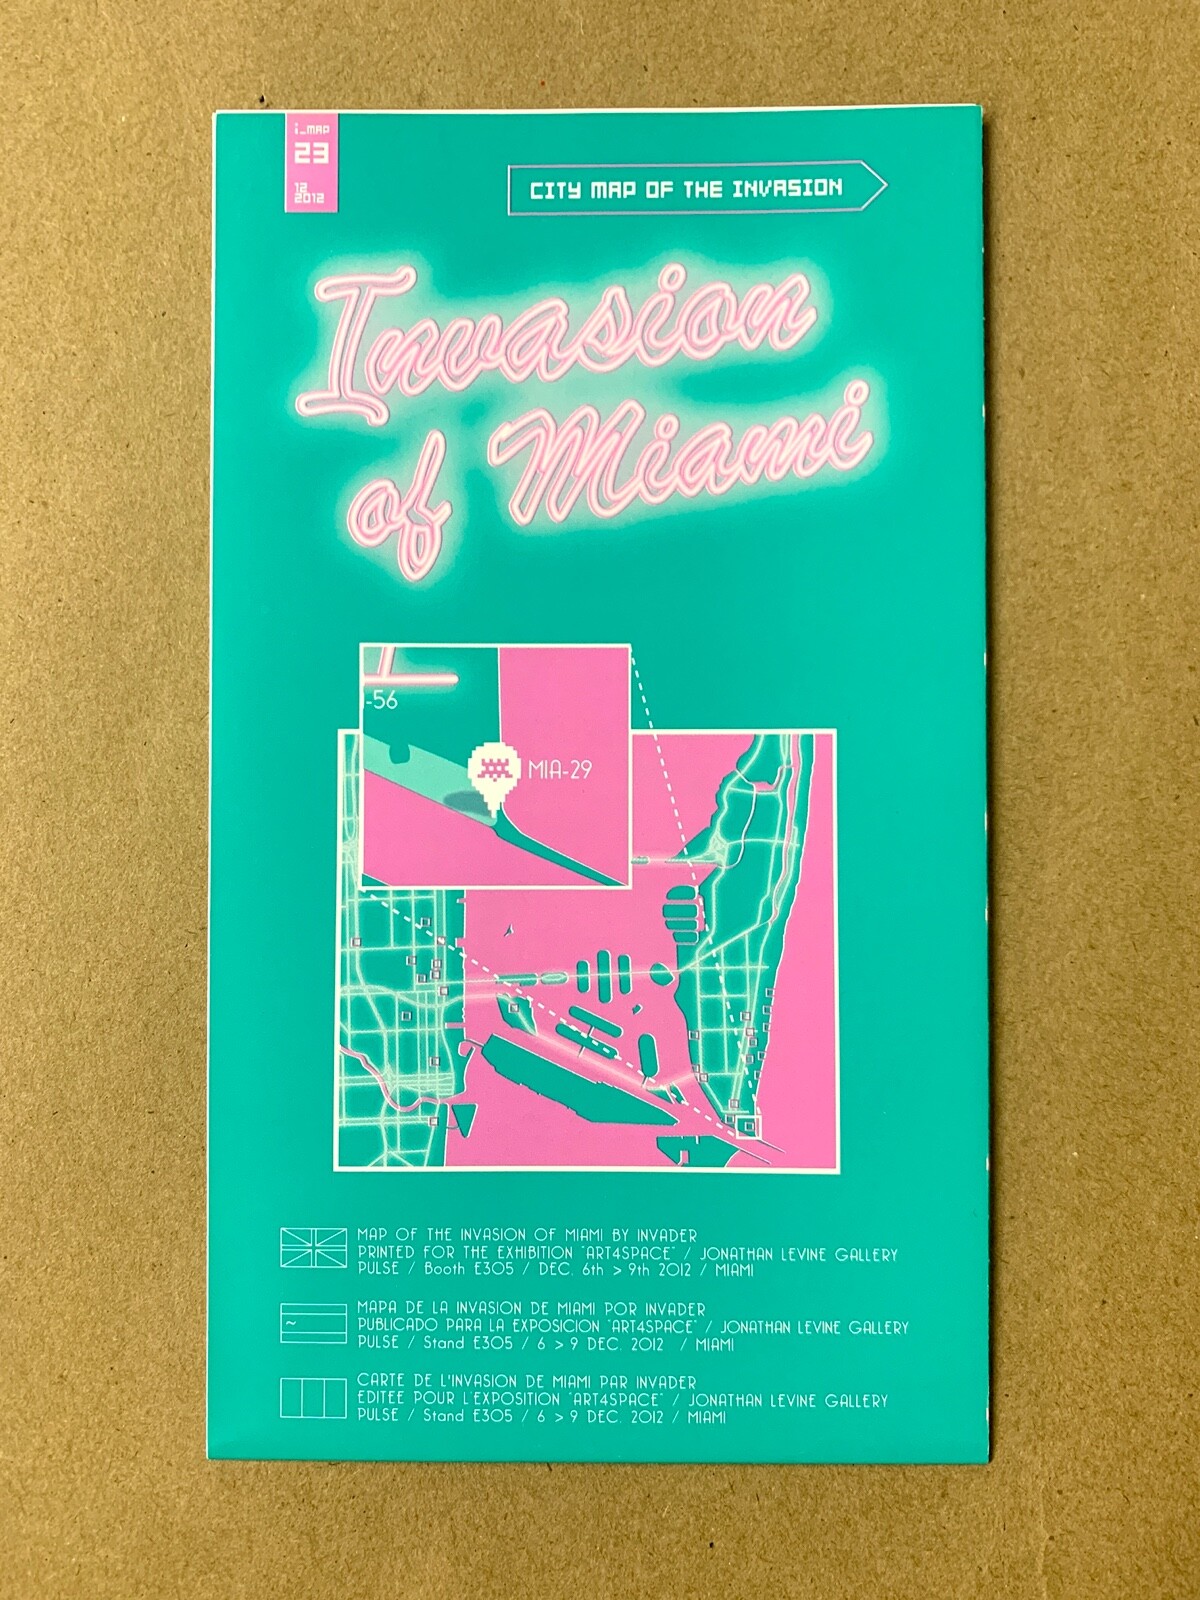 i_MAP
23
12
2012
CITY MAP OF THE INVASION
Invasion
of Miami
-56
MIA-29
MAP OF THE INVASION OF MIAMI BY INVADER
PRINTED FOR THE EXHIBITION "ART4SPACE" / JONATHAN LEVINE GALLERY
PULSE / Booth E305 / DEC. 6th > 9th 2012 / MIAMI
~
MAPA DE LA INVASION DE MIAMI POR INVADER
PUBLICADO PARA LA EXPOSICION "ART4SPACE" / JONATHAN LEVINE GALLERY
PULSE / Stand E305 / 6 > 9 DEC. 2012 / MIAMI
CARTE DE L'INVASION DE MIAMI PAR INVADER
EDITEE POUR L'EXPOSITION "ART4SPACE" / JONATHAN LEVINE GALLERY
PULSE / Stand E305 / 6 > 9 DEC. 2012 / MIAMI